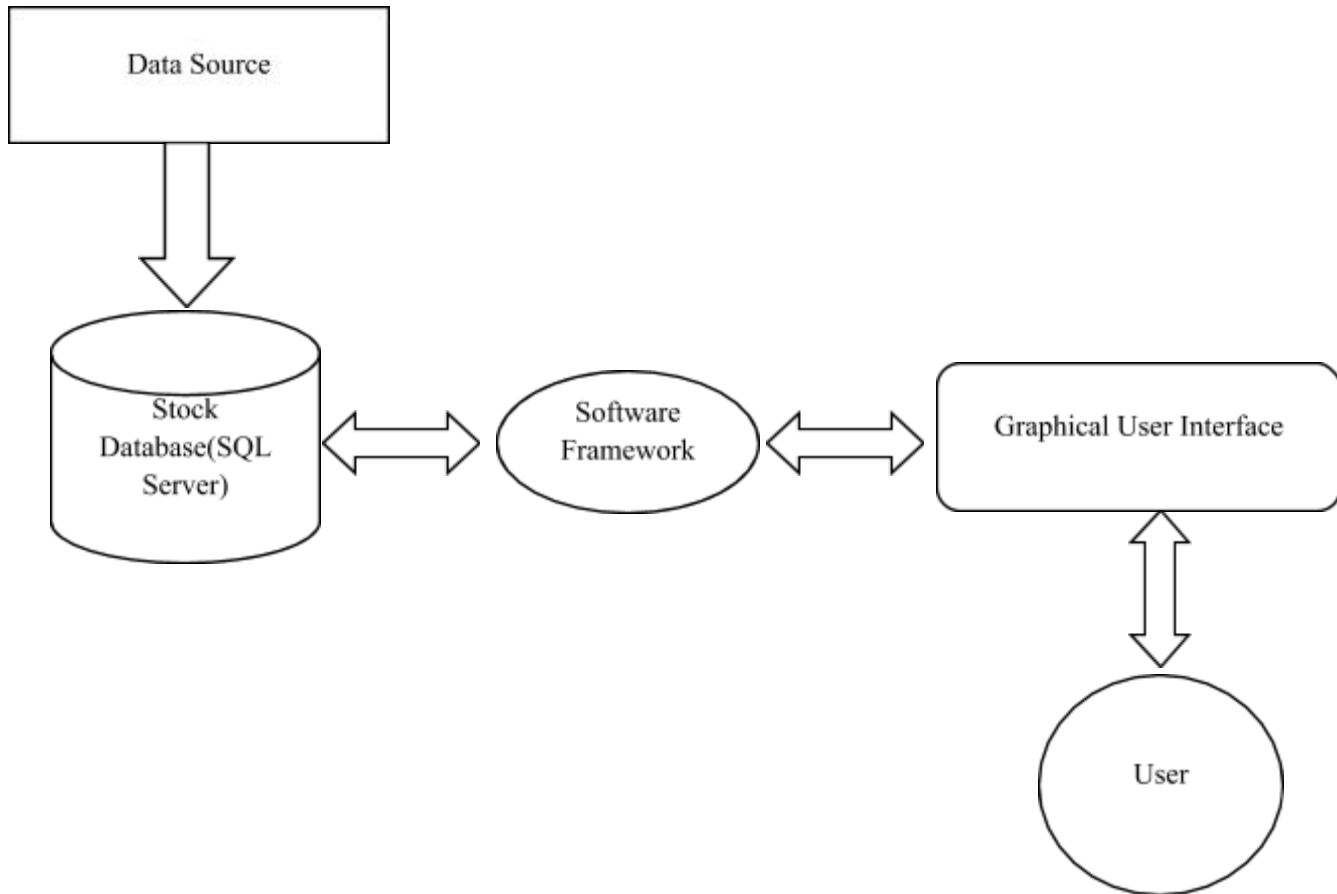 Data Source
Stock
Database(SQL
Server)
Software
Framework
Graphical User Interface
User